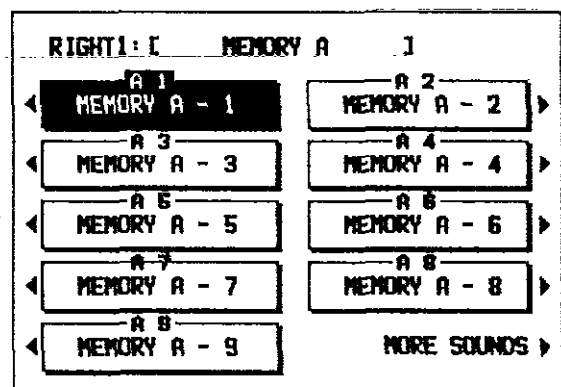 RIGHT1: [ MEMORY A ]
A 1 A 2
MEMORY A - 1 MEMORY A - 2
A 3 A 4
MEMORY A - 3 MEMORY A - 4
A 5 A 6
MEMORY A - 5 MEMORY A - 6
A 7 A 8
MEMORY A - 7 MEMORY A - 8
A 9
MEMORY A - 9 MORE SOUNDS